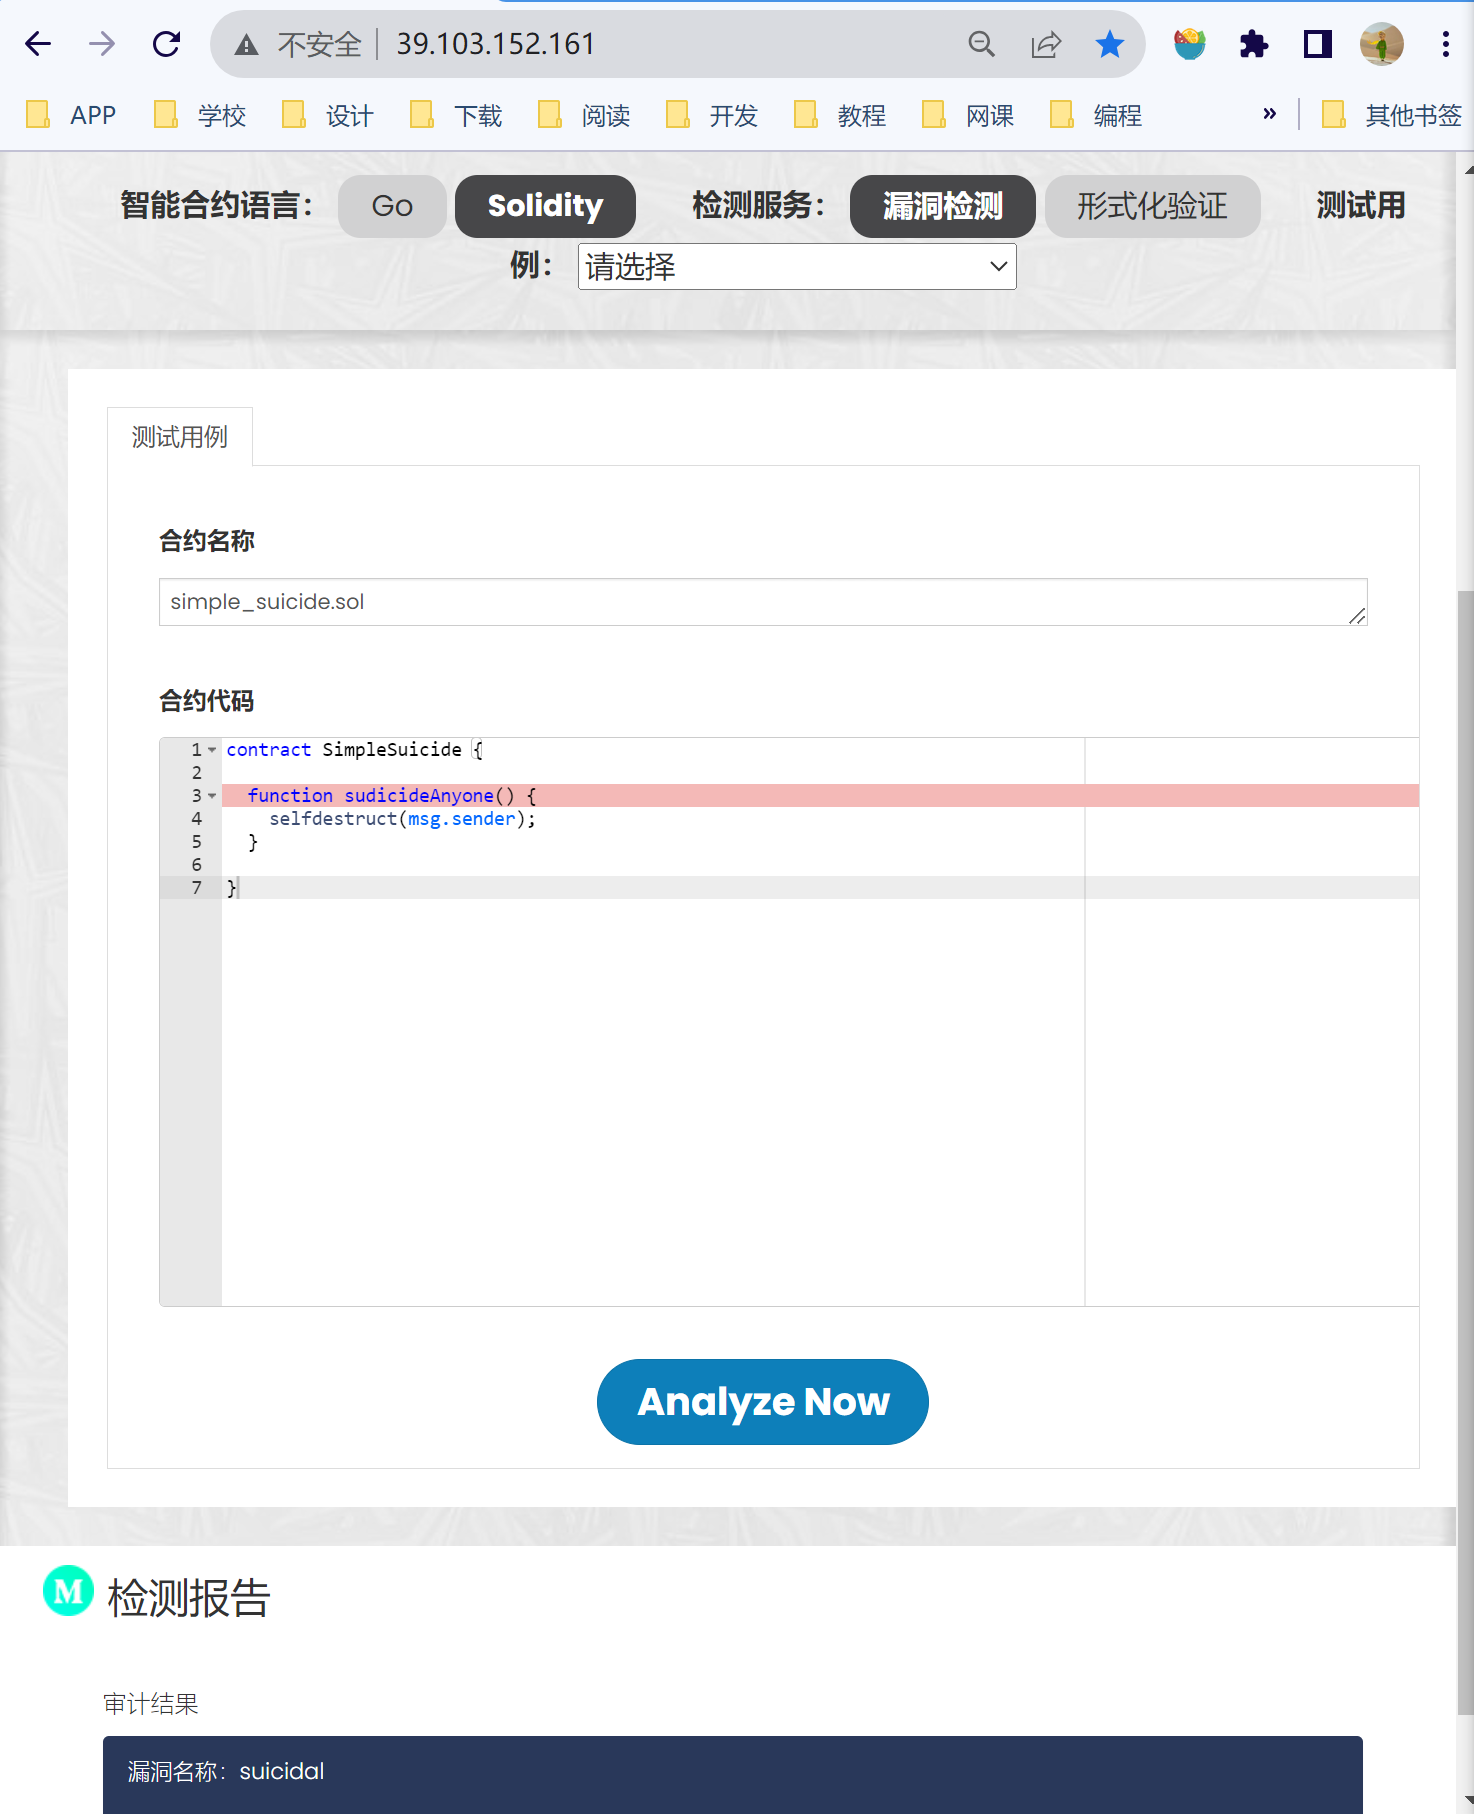 不安全 39.103.152.161
APP 学校 设计 下载 阅读 开发 教程 网课 编程 » 其他书签
智能合约语言： Go Solidity 检测服务： 漏洞检测 形式化验证 测试用
例： 请选择
测试用例
合约名称
simple_suicide.sol
合约代码
1 contract SimpleSuicide {
2
3 function sudicideAnyone() {
4 selfdestruct(msg.sender);
5 }
6
7 }
Analyze Now
M 检测报告
审计结果
漏洞名称：suicidal